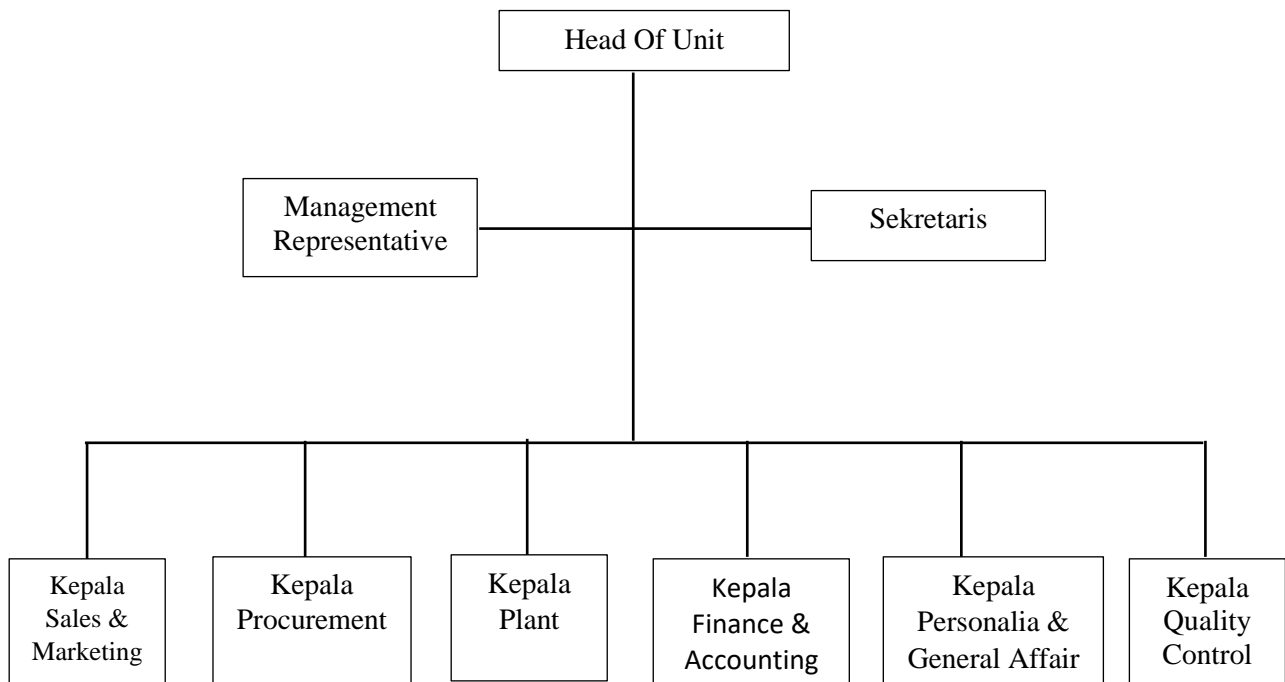 Head Of Unit
Management
Representative
Sekretaris
Kepala
Sales &
Marketing
Kepala
Procurement
Kepala
Plant
Kepala
Finance &
Accounting
Kepala
Personalia &
General Affair
Kepala
Quality
Control